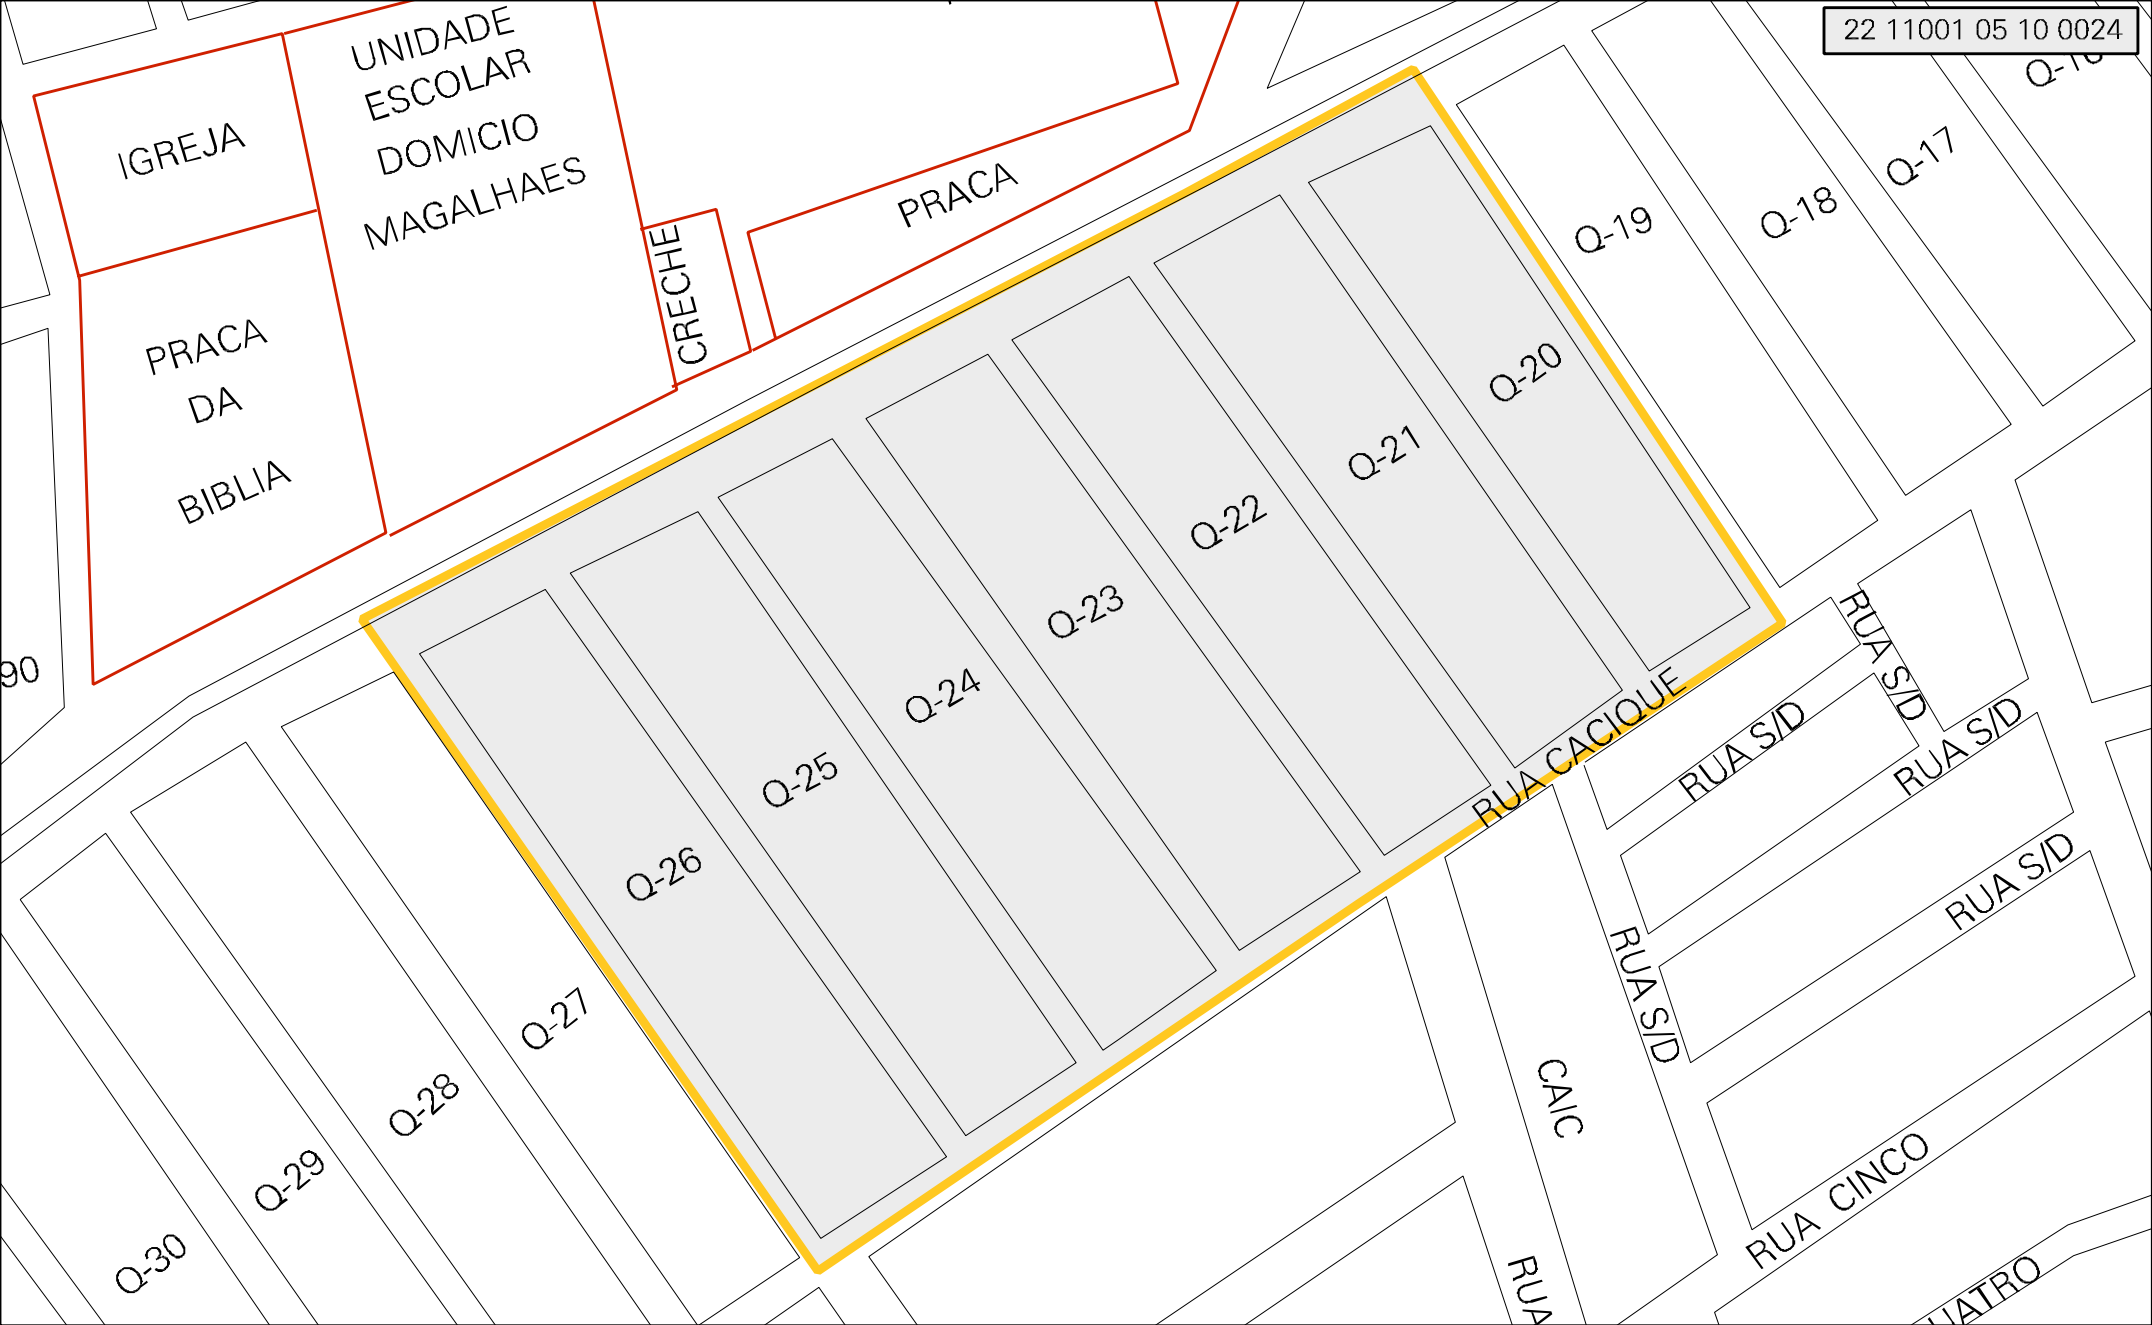 22 11001 05 10 0024
UNIDADE
ESCOLAR
DOMICIO
MAGALHAES
IGREJA
PRACA
CRECHE
PRACA
DA
BIBLIA
90
Q-17
Q-18
Q-19
Q-20
Q-21
Q-22
Q-23
Q-24
Q-25
Q-26
Q-27
Q-28
Q-29
Q-30
RUA CACIQUE
RUA S/D
RUA S/D
RUA S/D
RUA S/D
RUA S/D
CAIC
RUA CINCO
RUA